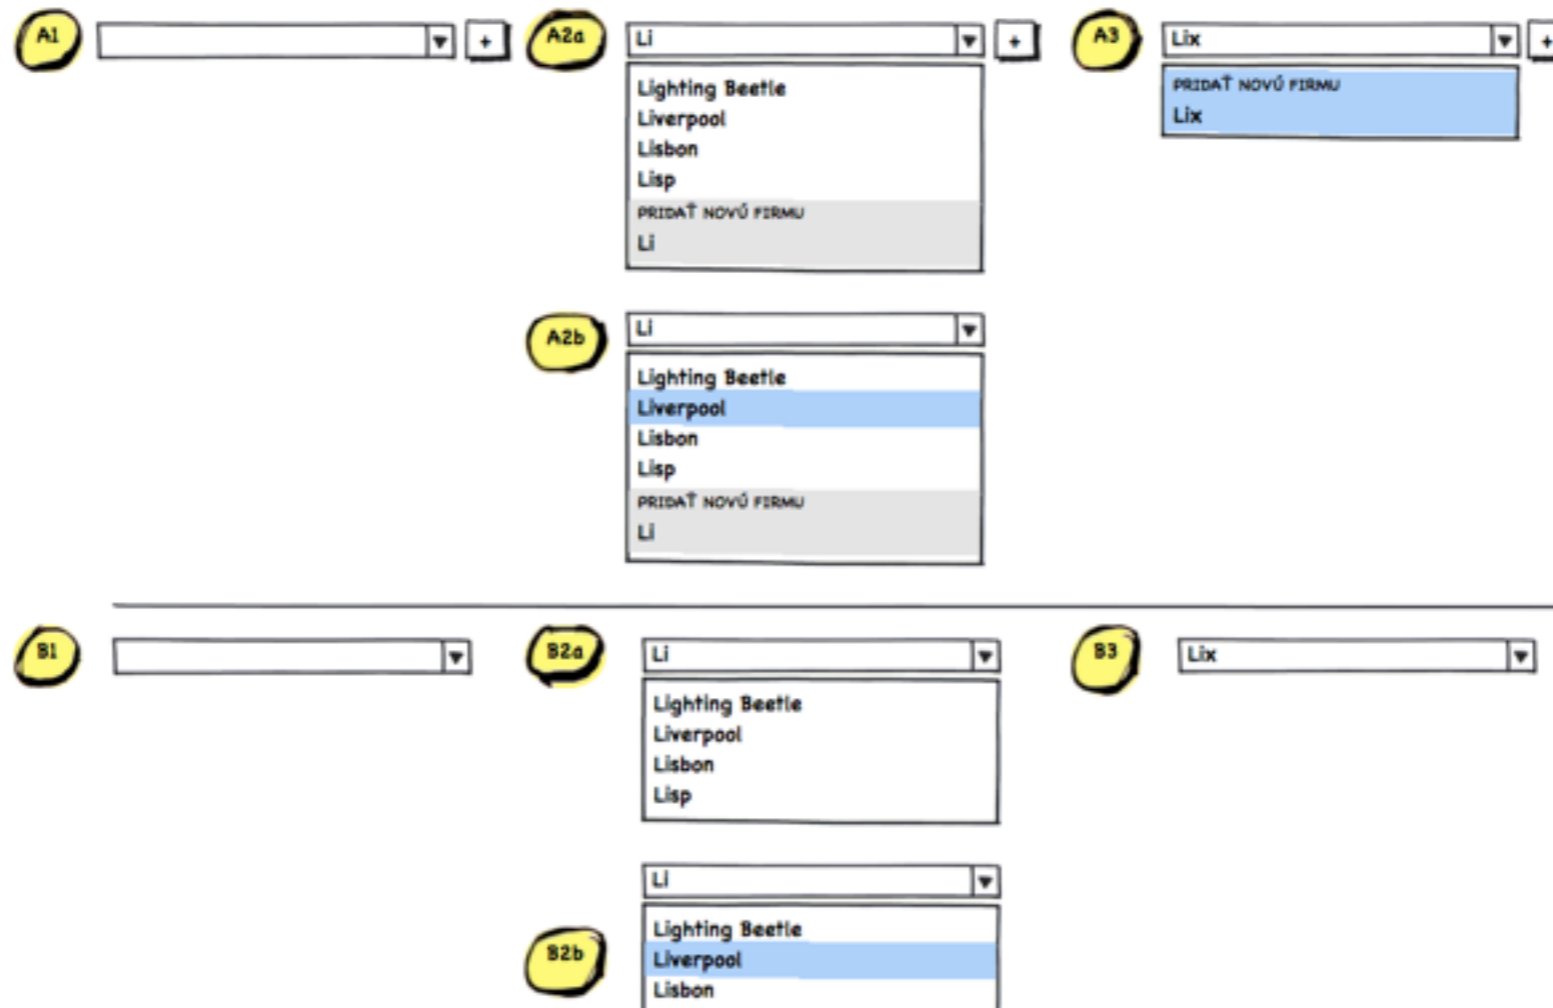 A1
+
A2a
Li
+
Lighting Beetle
Liverpool
Lisbon
Lisp
PRIDAŤ NOVÚ FIRMU
Li
A3
Lix
+
PRIDAŤ NOVÚ FIRMU
Lix
A2b
Li
Lighting Beetle
Liverpool
Lisbon
Lisp
PRIDAŤ NOVÚ FIRMU
Li
B1
B2a
Li
Lighting Beetle
Liverpool
Lisbon
Lisp
B3
Lix
B2b
Li
Lighting Beetle
Liverpool
Lisbon